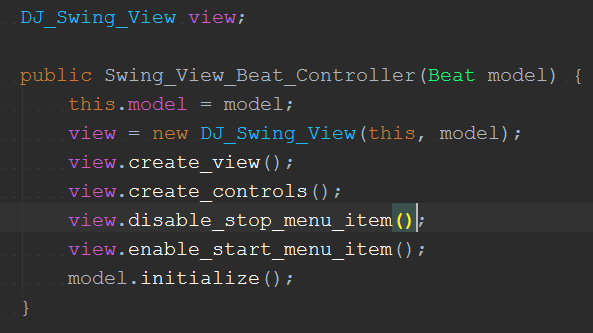 DJ_Swing_View view;
public Swing_View_Beat_Controller(Beat model) {
this.model = model;
view = new DJ_Swing_View(this, model);
view.create_view();
view.create_controls();
view.disable_stop_menu_item();
view.enable_start_menu_item();
model.initialize();
}